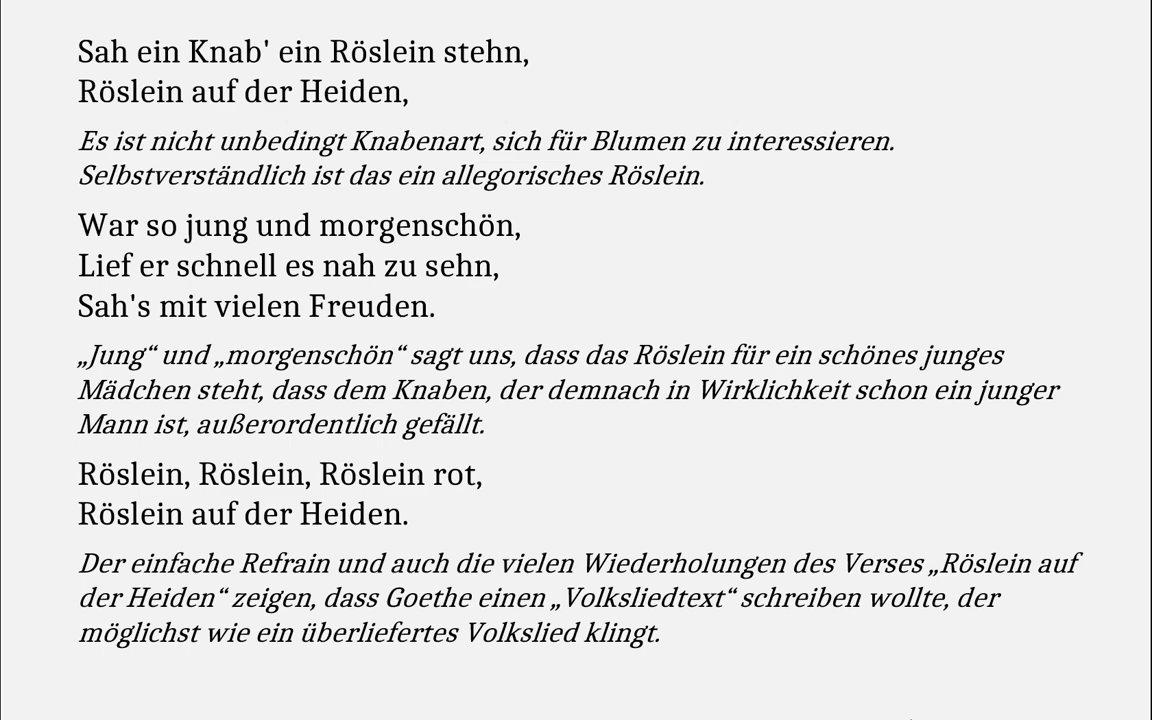 Sah ein Knab' ein Röslein stehn,
Röslein auf der Heiden,
Es ist nicht unbedingt Knabenart, sich für Blumen zu interessieren.
Selbstverständlich ist das ein allegorisches Röslein.
War so jung und morgenschön,
Lief er schnell es nah zu sehn,
Sah's mit vielen Freuden.
„Jung“ und „morgenschön“ sagt uns, dass das Röslein für ein schönes junges
Mädchen steht, dass dem Knaben, der demnach in Wirklichkeit schon ein junger
Mann ist, außerordentlich gefällt.
Röslein, Röslein, Röslein rot,
Röslein auf der Heiden.
Der einfache Refrain und auch die vielen Wiederholungen des Verses „Röslein auf
der Heiden“ zeigen, dass Goethe einen „Volksliedtext“ schreiben wollte, der
möglichst wie ein überliefertes Volkslied klingt.